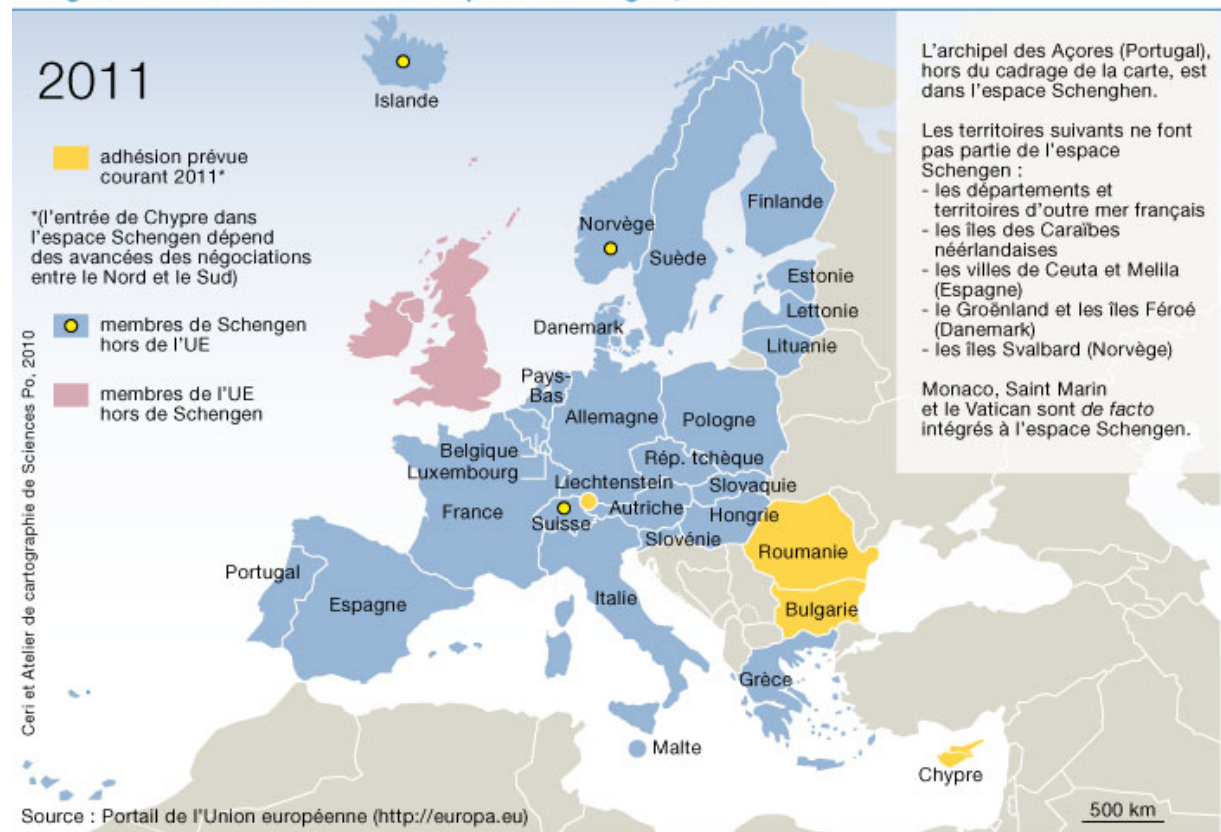 2011
adhésion prévue
courant 2011*
*(l'entrée de Chypre dans
l'espace Schengen dépend
des avancées des négociations
entre le Nord et le Sud)
membres de Schengen
hors de l'UE
membres de l'UE
hors de Schengen
Ceri et Atelier de cartographie de Sciences Po, 2010
Islande
Norvège
Suède
Finlande
Estonie
Lettonie
Lituanie
Danemark
Pays-
Bas
Allemagne
Pologne
Belgique
Luxembourg
Rép. tchèque
Liechtenstein
Slovaquie
France
Suisse
Autriche
Hongrie
Slovénie
Roumanie
Portugal
Espagne
Italie
Bulgarie
Grèce
Malte
Chypre
L'archipel des Açores (Portugal),
hors du cadrage de la carte, est
dans l'espace Schenghen.
Les territoires suivants ne font
pas partie de l'espace
Schengen :
- les départements et
territoires d'outre mer français
- les îles des Caraïbes
néérlandaises
- les villes de Ceuta et Melila
(Espagne)
- le Groënland et les îles Féroé
(Danemark)
- les îles Svalbard (Norvège)
Monaco, Saint Marin
et le Vatican sont de facto
intégrés à l'espace Schengen.
Source : Portail de l'Union européenne (http://europa.eu)
500 km